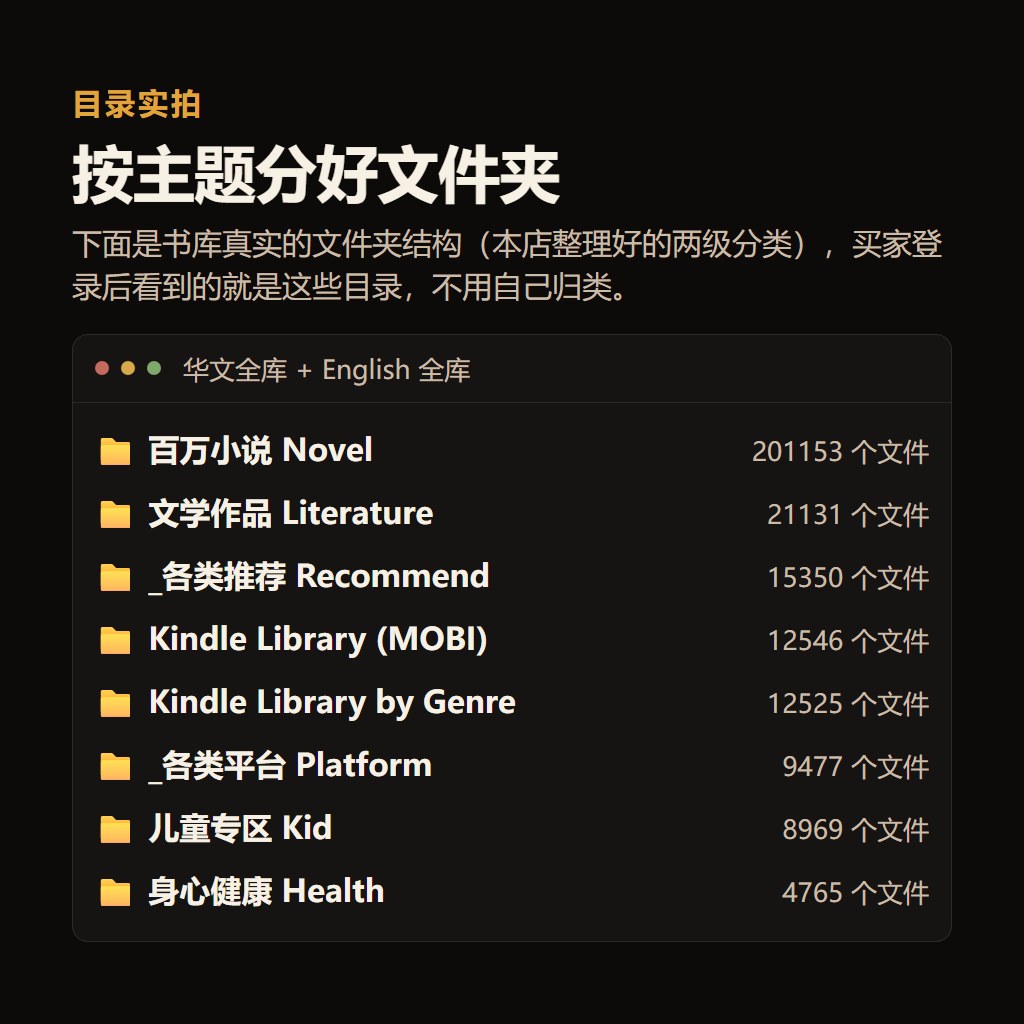 目录实拍
按主题分好文件夹
下面是书库真实的文件夹结构（本店整理好的两级分类），买家登
录后看到的就是这些目录，不用自己归类。
华文全库 + English 全库
百万小说 Novel 201153 个文件
文学作品 Literature 21131 个文件
_各类推荐 Recommend 15350 个文件
Kindle Library (MOBI) 12546 个文件
Kindle Library by Genre 12525 个文件
_各类平台 Platform 9477 个文件
儿童专区 Kid 8969 个文件
身心健康 Health 4765 个文件